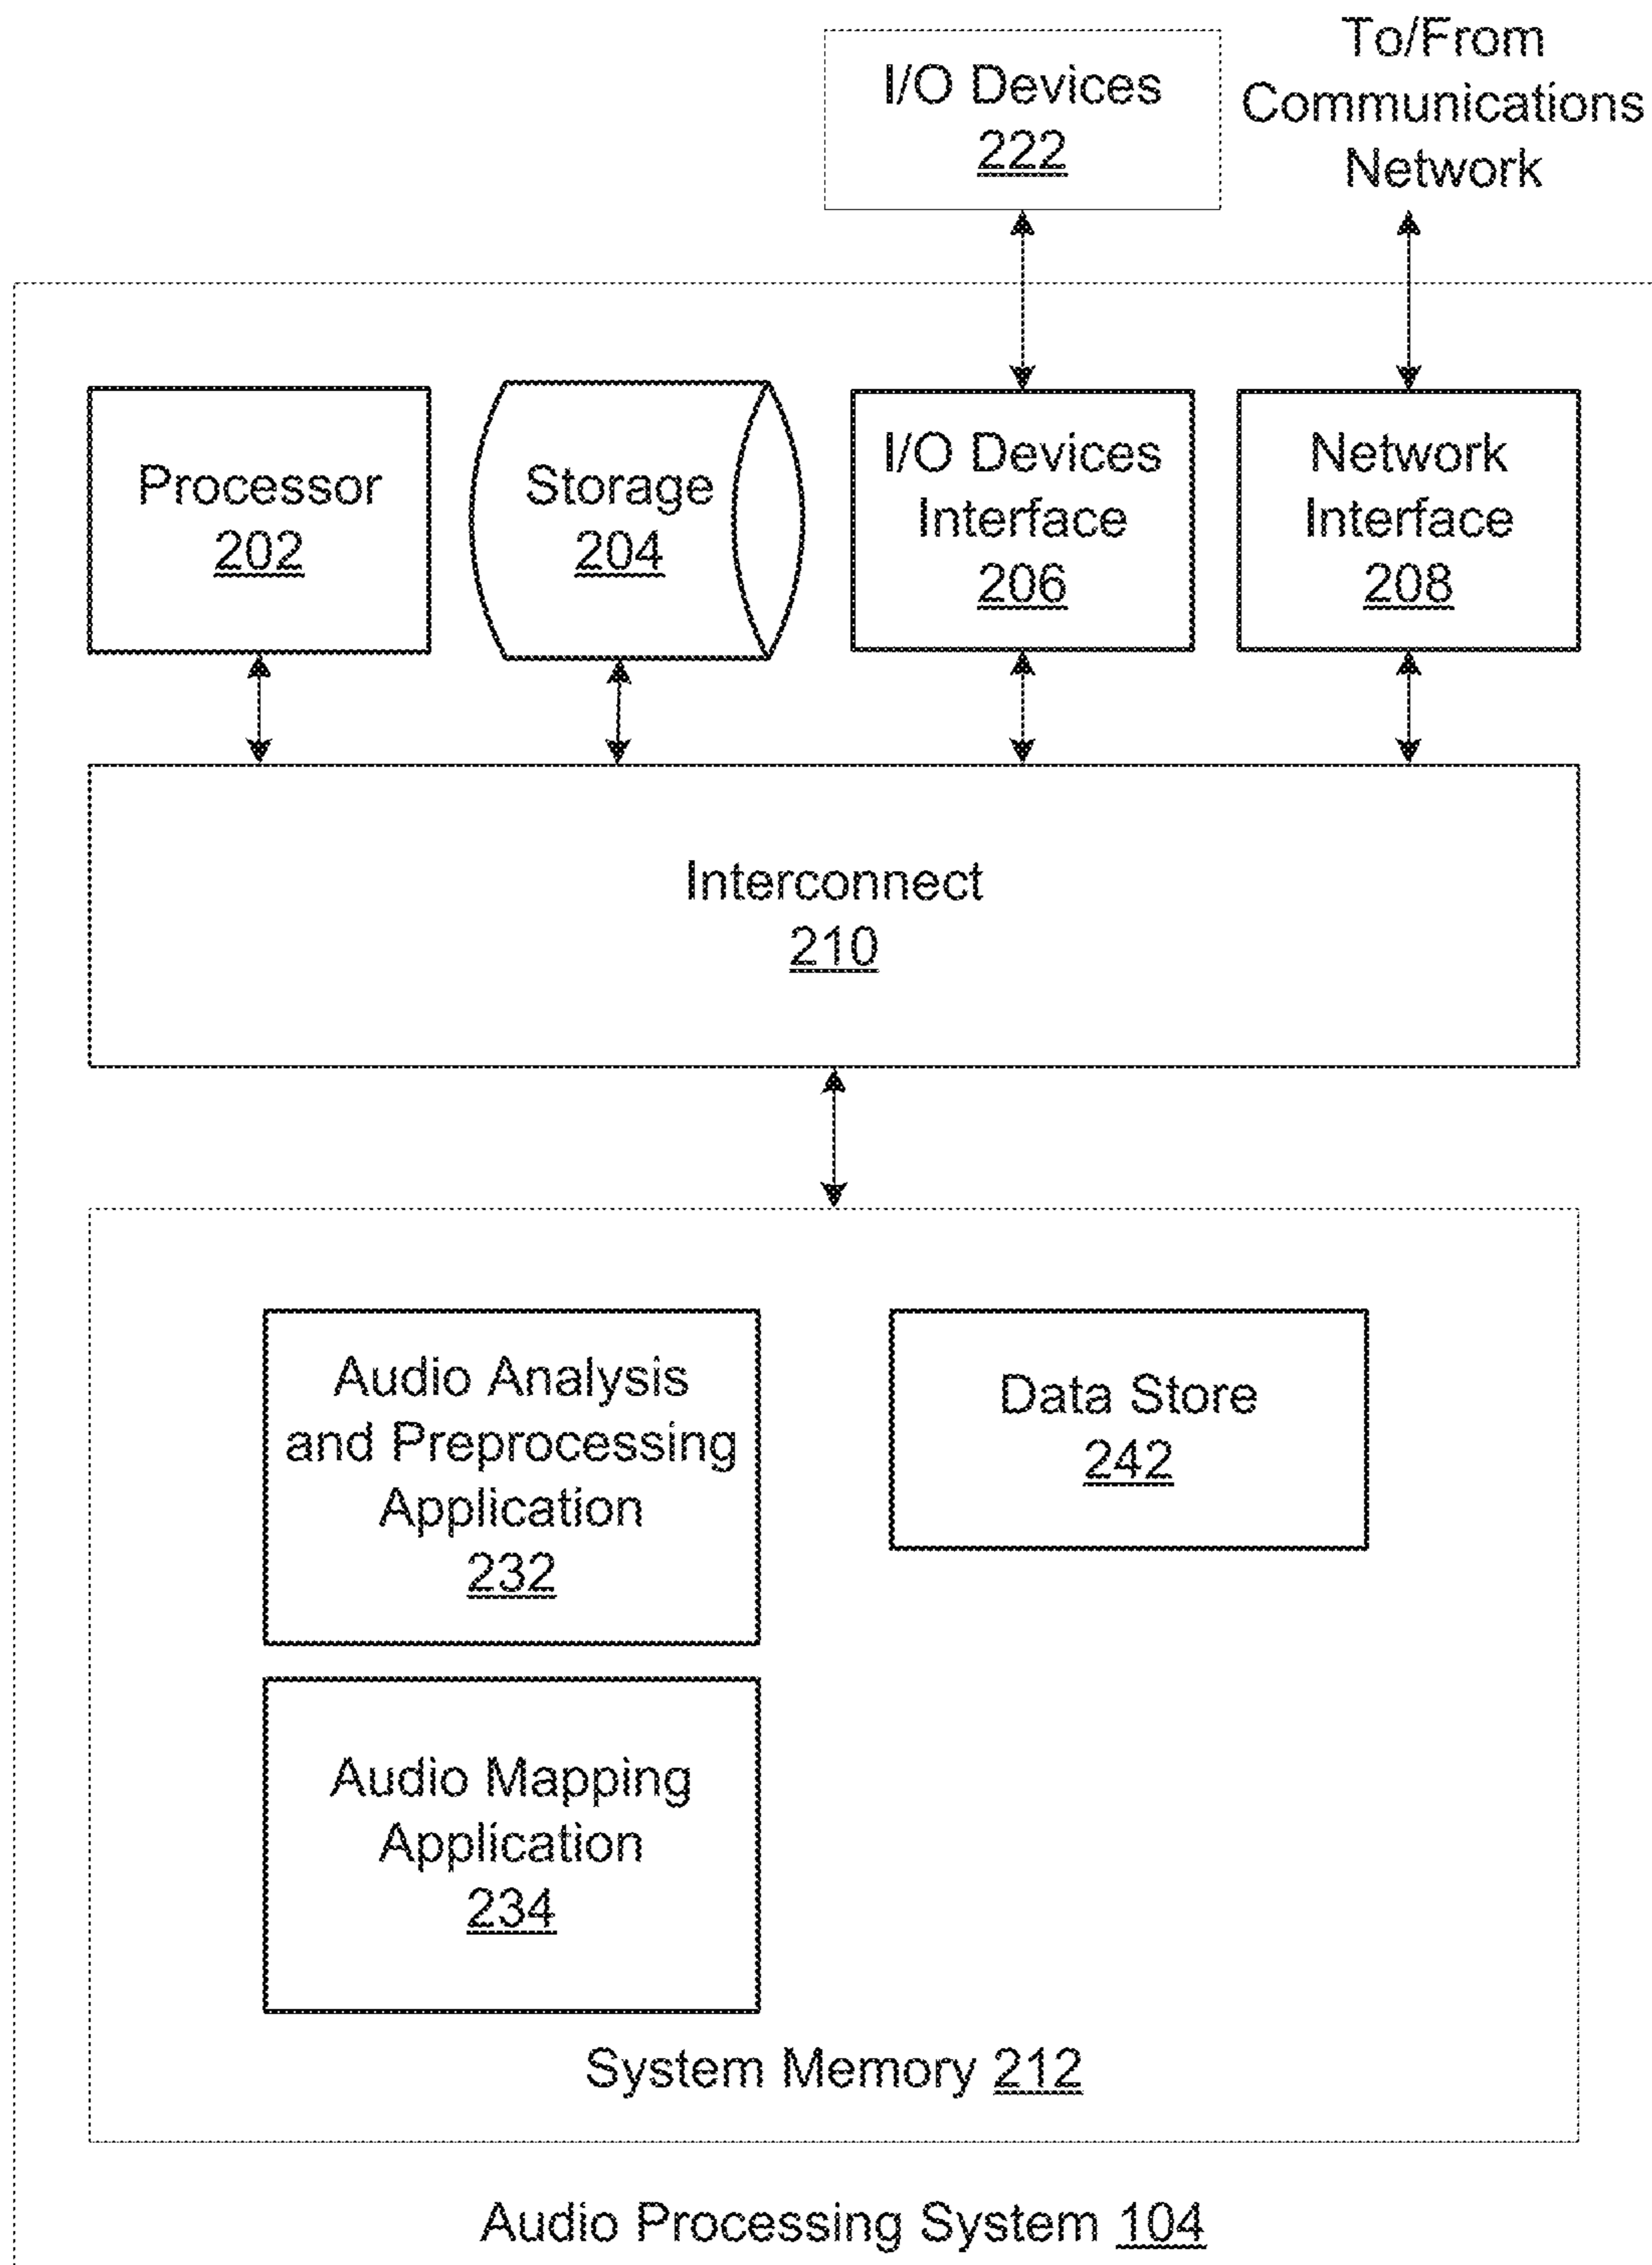 I/O Devices
222
To/From
Communications
Network
Processor
202
Storage
204
I/O Devices
Interface
206
Network
Interface
208
Interconnect
210
Audio Analysis
and Preprocessing
Application
232
Data Store
242
Audio Mapping
Application
234
System Memory 212
Audio Processing System 104